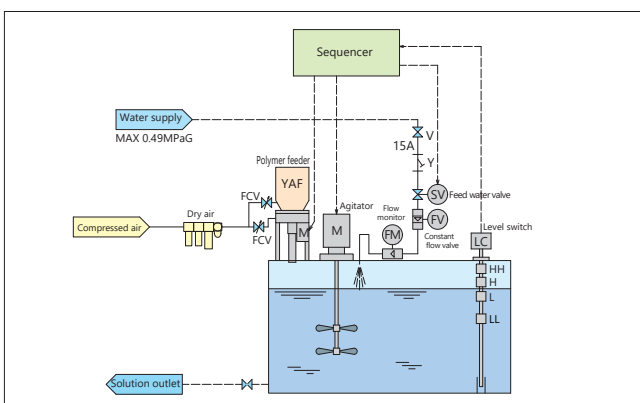 Sequencer
Water supply
MAX 0.49MPaG
V
15A
Y
Polymer feeder
YAF
FCV
Agitator
Flow
monitor
SV
Feed water valve
Dry air
FV
Compressed air
FCV
M
M
FM
Constant
flow valve
Level switch
LC
HH
H
L
LL
Solution outlet